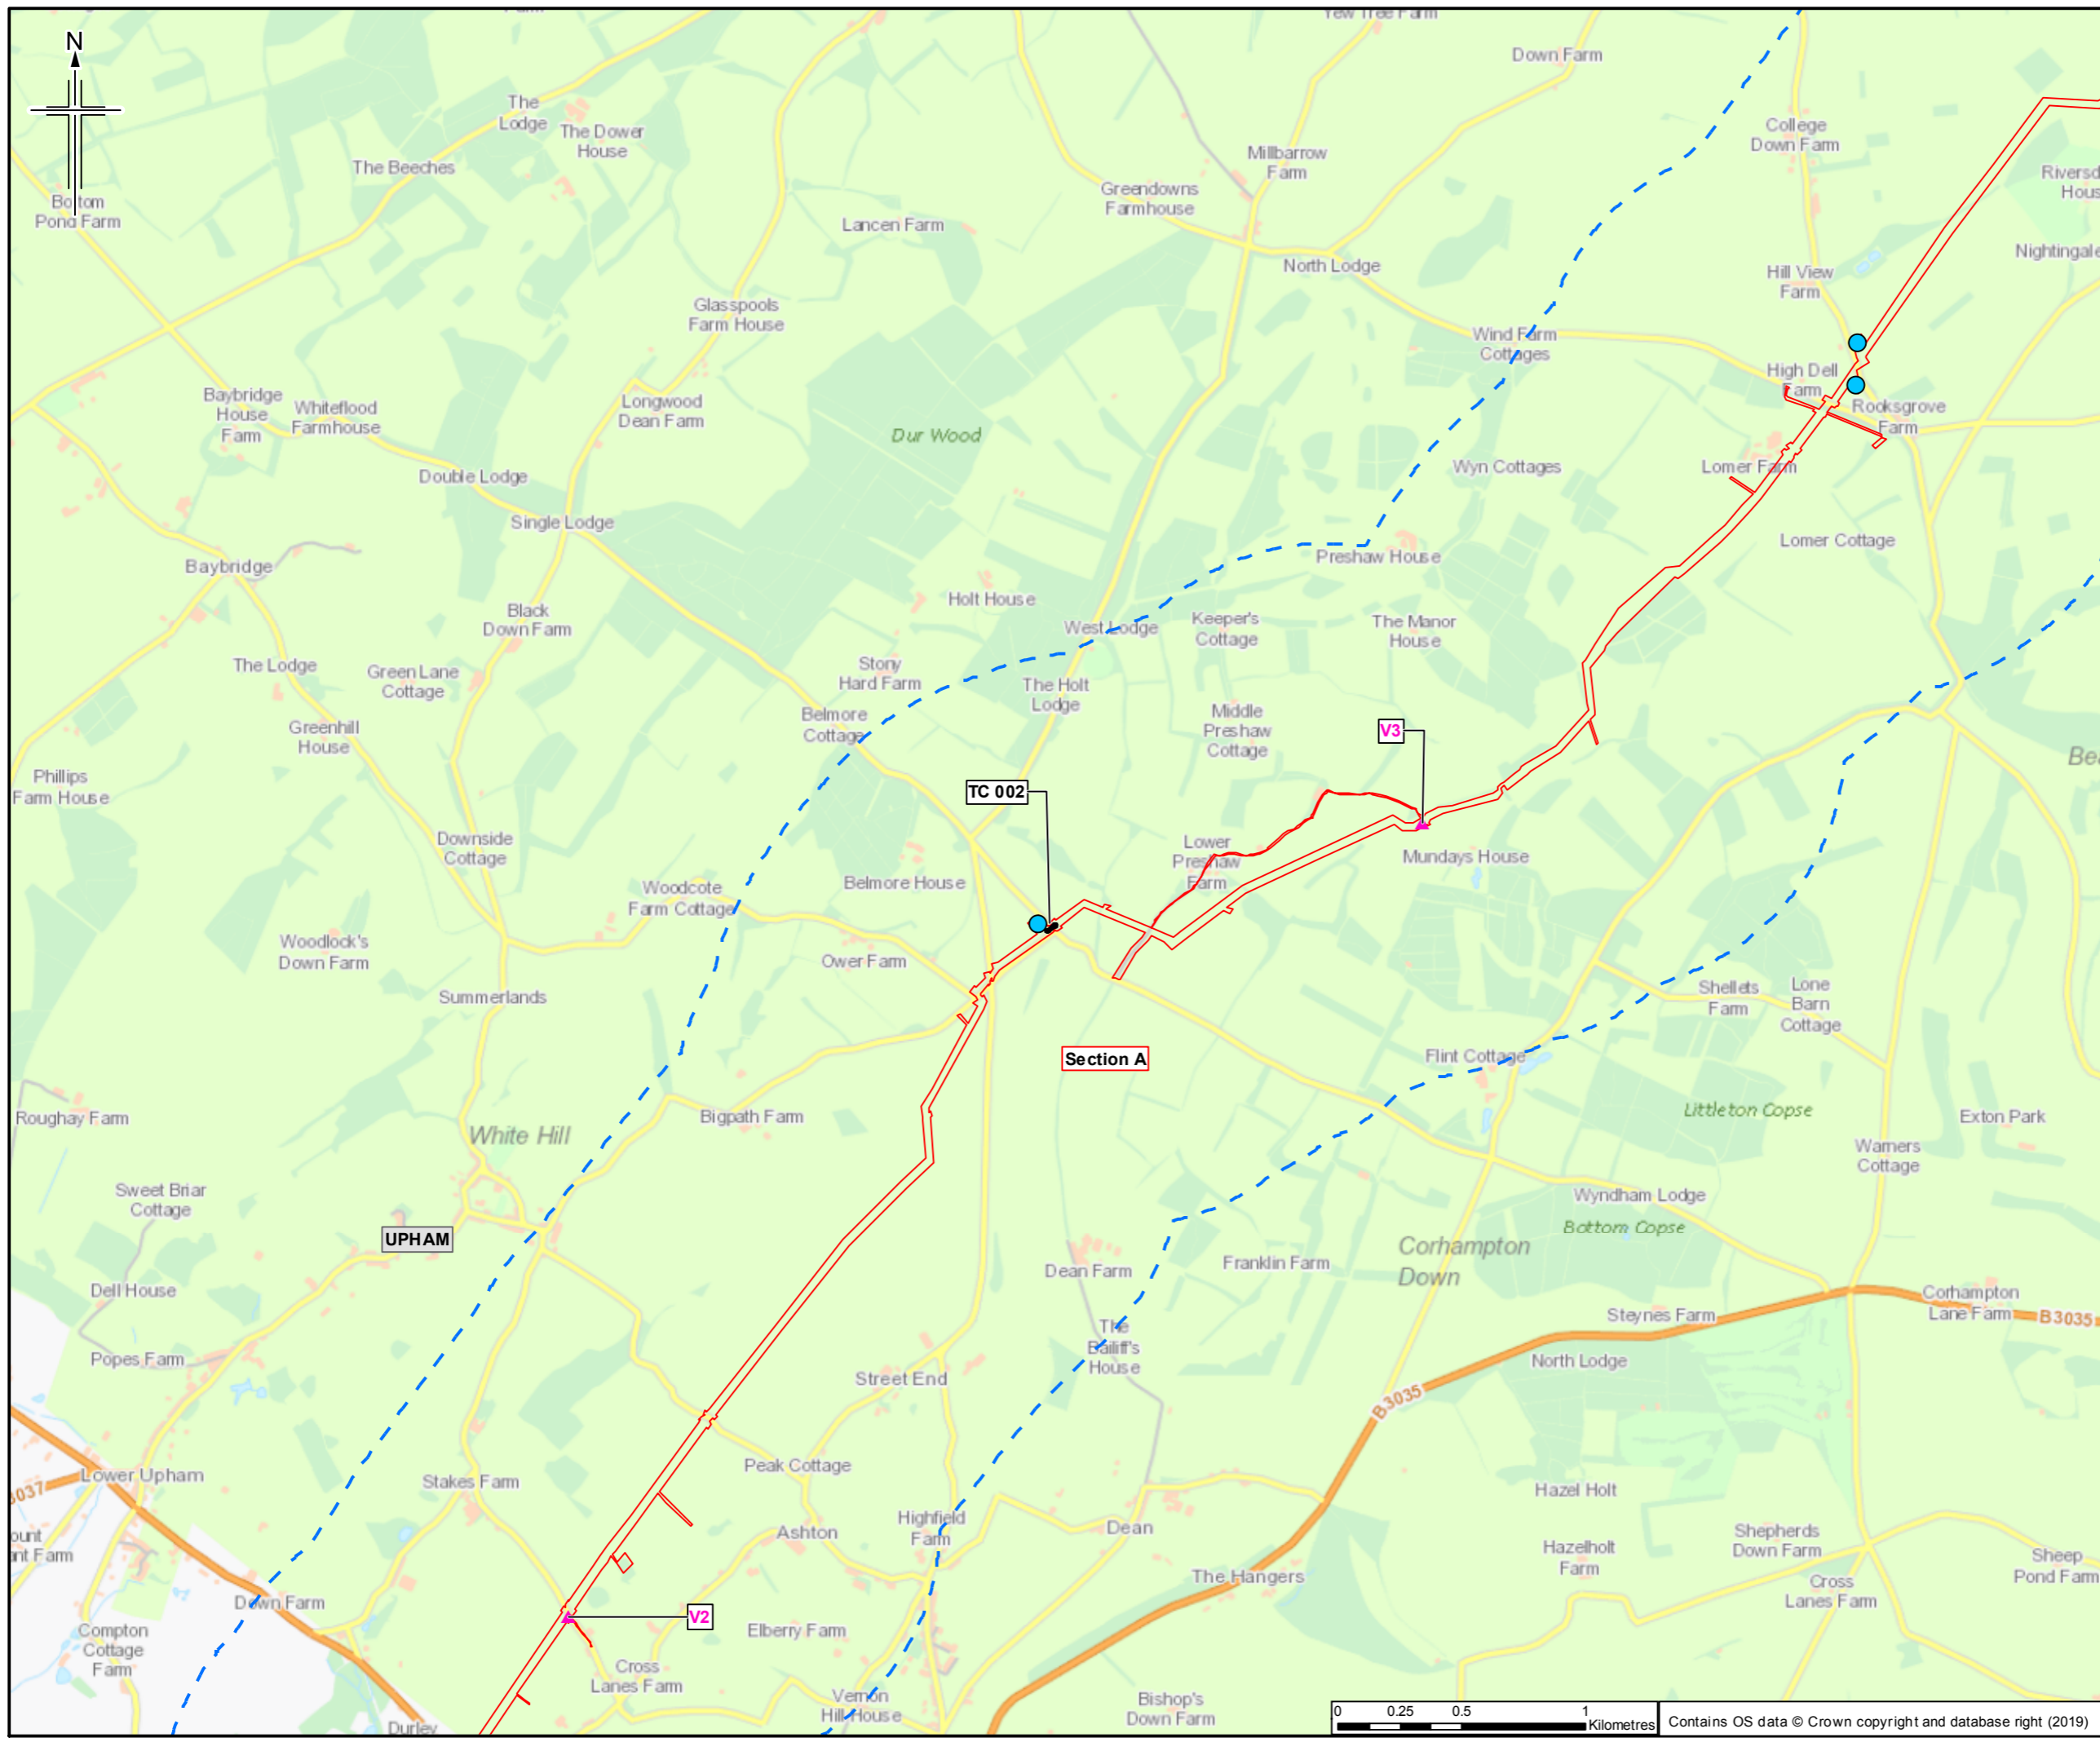 Yew Tree Farm
N
Down Farm
The
Lodge
The Dower
House
College
Down Farm
The Beeches
Millbarrow
Farm
Greendowns
Farmhouse
Riversd
Hous
Bottom
Pond Farm
Lancen Farm
North Lodge
Nightingale
Hill View
Farm
Glasspools
Farm House
Wind Farm
Cottages
High Dell
Farm
Baybridge
House
Farm
Whiteflood
Farmhouse
Longwood
Dean Farm
Rooksgrove
Farm
Dur Wood
Double Lodge
Wyn Cottages
Lomer Farm
Single Lodge
Lomer Cottage
Baybridge
Preshaw House
Holt House
Black
Down Farm
West Lodge
Keeper's
Cottage
The Manor
House
The Lodge
Green Lane
Cottage
Stony
Hard Farm
The Holt
Lodge
Greenhill
House
Belmore
Cottage
Middle
Preshaw
Cottage
V3
Bea
Phillips
Farm House
TC 002
Downside
Cottage
Lower
Preshaw
Farm
Mundays House
Woodcote
Farm Cottage
Belmore House
Woodlock's
Down Farm
Ower Farm
Summerlands
Shellets
Farm
Lone
Barn
Cottage
Section A
Flint Cottage
Roughay Farm
White Hill
Bigpath Farm
Littleton Copse
Exton Park
Warners
Cottage
Sweet Briar
Cottage
Wyndham Lodge
UPHAM
Bottom Copse
Corhampton
Down
Dean Farm
Franklin Farm
Dell House
Corhampton
Lane Farm
B3035
Steynes Farm
The
Bailiff's
House
Popes Farm
North Lodge
Street End
B3035
Lower Upham
Peak Cottage
Stakes Farm
3037
Hazel Holt
Highfield
Farm
Ashton
Dean
Shepherds
Down Farm
ount
nt Farm
Hazelholt
Farm
Sheep
Pond Farm
The Hangers
Cross
Lanes Farm
Down Farm
V2
Compton
Cottage
Farm
Elberry Farm
Cross
Lanes Farm
Vernon
Hill House
Bishop's
Down Farm
Durley
0 0.25 0.5 1
Kilometres
Contains OS data © Crown copyright and database right (2019)